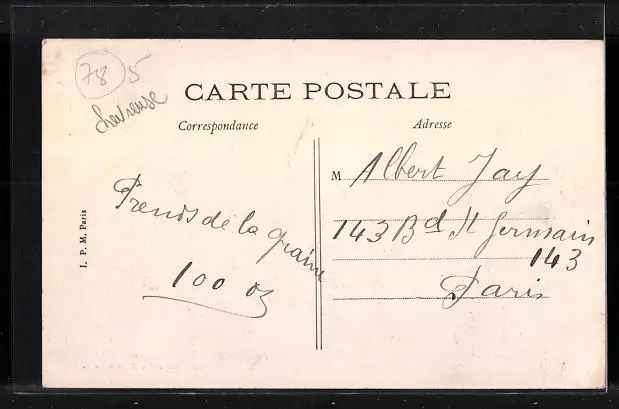 78 5
Chevreuse
CARTE POSTALE
Correspondance
Adresse
Prends de la graine
100
M Albert Jay
143 Bd St Germain
143
Paris
I. P. M. Paris